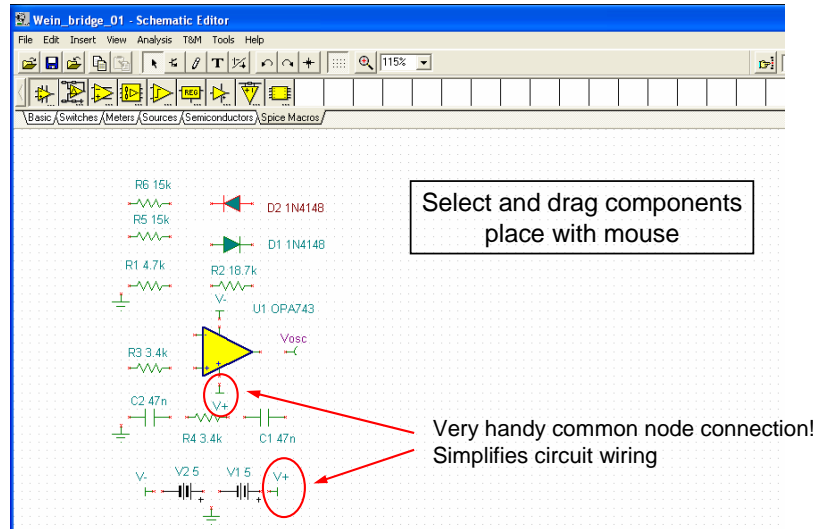 Wein_bridge_01 - Schematic Editor
File Edit Insert View Analysis T&M Tools Help
115%
REG
Basic Switches Meters Sources Semiconductors Spice Macros
R6 15k
D2 1N4148
R5 15k
D1 1N4148
R1 4.7k
R2 18.7k
V-
U1 OPA743
Vosc
R3 3.4k
V+
C2 47n
R4 3.4k
C1 47n
V-
V2 5
V1 5
V+
Select and drag components
place with mouse
Very handy common node connection!
Simplifies circuit wiring